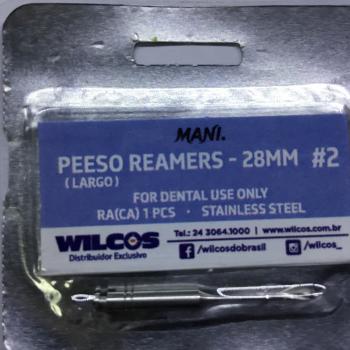 MANI.
PEESO REAMERS - 28MM #2
( LARGO )
FOR DENTAL USE ONLY
RA(CA) 1 PCS · STAINLESS STEEL
WILCOS
Distribuidor Exclusivo
Tel.: 24 3064.1000 | www.wilcos.com.br
/wilcosdobrasil /wilcos_